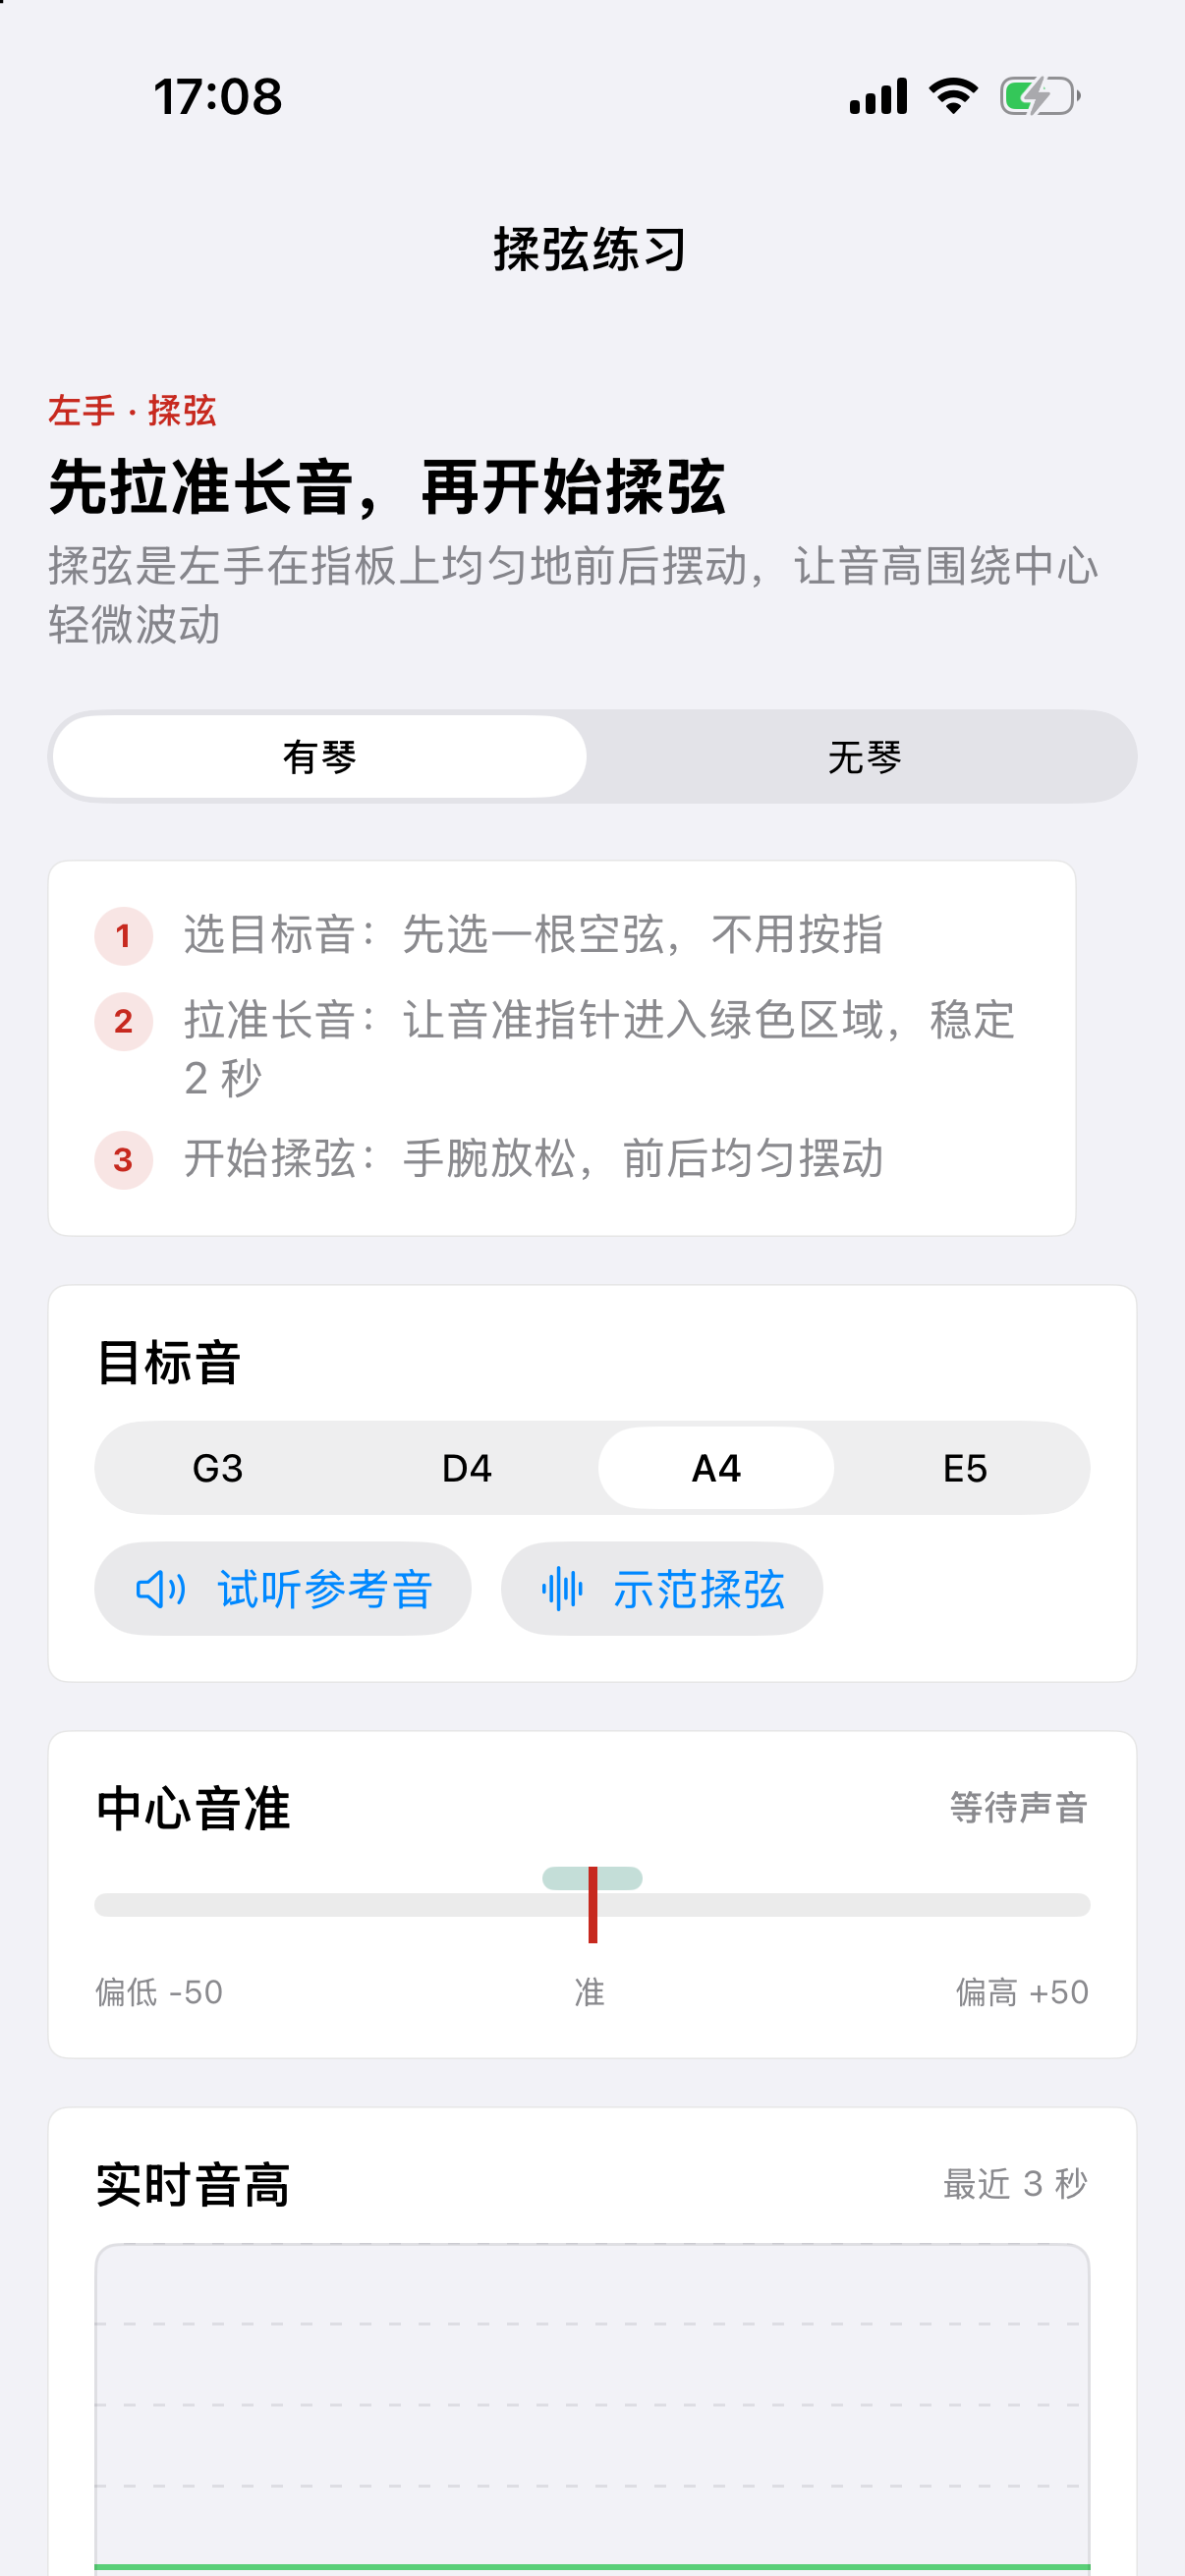 17:08
揉弦练习
左手 · 揉弦
先拉准长音，再开始揉弦
揉弦是左手在指板上均匀地前后摆动，让音高围绕中心
轻微波动
有琴
无琴
1 选目标音：先选一根空弦，不用按指
2 拉准长音：让音准指针进入绿色区域，稳定
2 秒
3 开始揉弦：手腕放松，前后均匀摆动
目标音
G3 D4 A4 E5
试听参考音 示范揉弦
中心音准 等待声音
偏低 -50 准 偏高 +50
实时音高 最近 3 秒